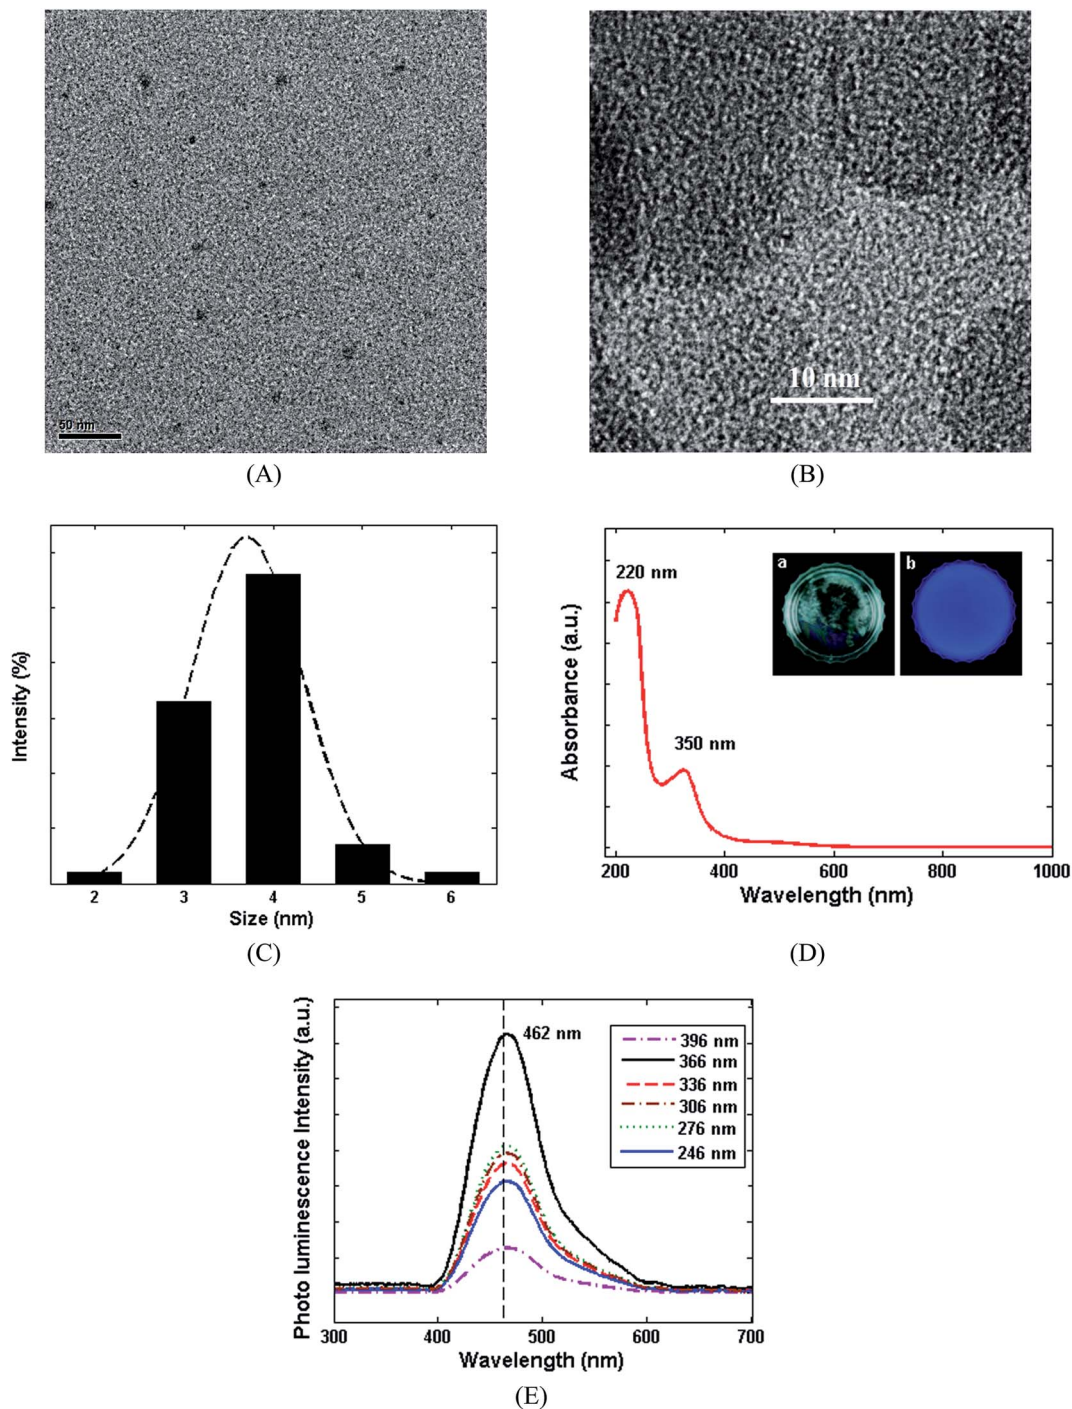 50 nm
10 nm
(A)
(B)
Intensity (%)
2 3 4 5 6
Size (nm)
(C)
Absorbance (a.u.)
220 nm
350 nm
a
b
200 400 600 800 1000
Wavelength (nm)
(D)
Photo luminescence Intensity (a.u.)
462 nm
396 nm
366 nm
336 nm
306 nm
276 nm
246 nm
300 400 500 600 700
Wavelength (nm)
(E)